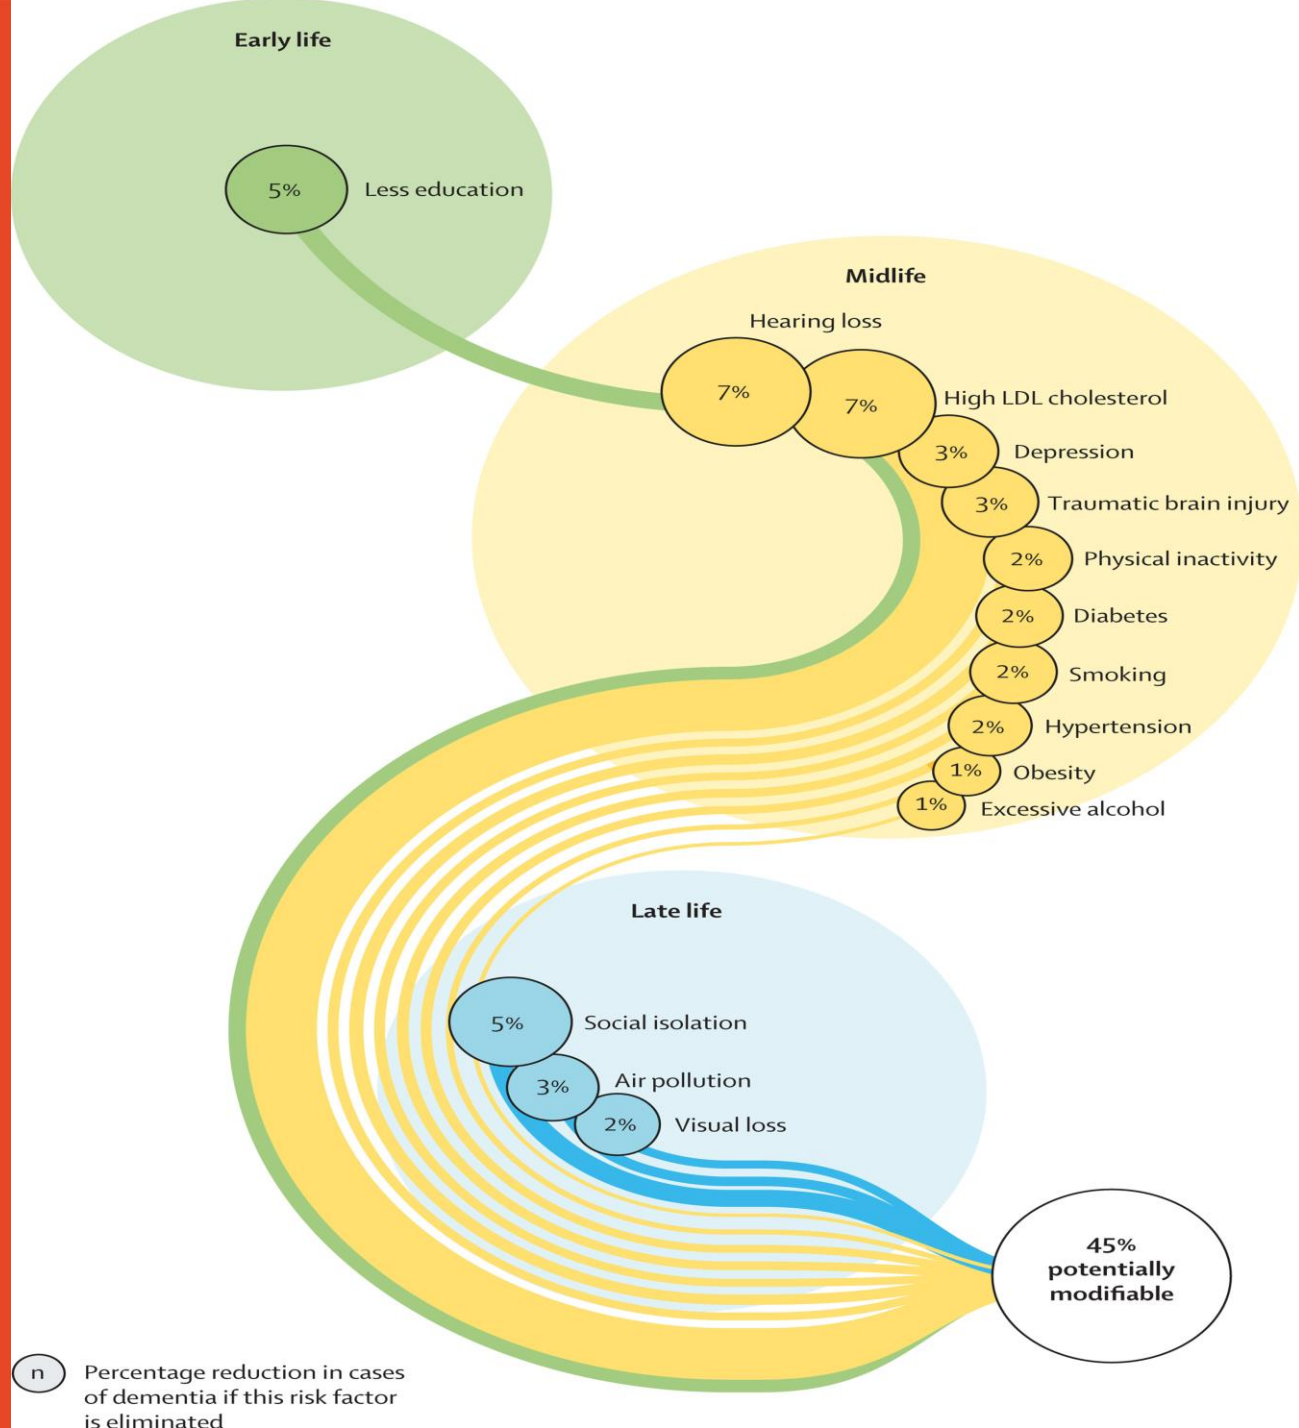 Early life
5%
Less education
Midlife
Hearing loss
7%
7%
High LDL cholesterol
3%
Depression
3%
Traumatic brain injury
2%
Physical inactivity
2%
Diabetes
2%
Smoking
2%
Hypertension
1%
Obesity
1%
Excessive alcohol
Late life
5%
Social isolation
3%
Air pollution
2%
Visual loss
45%
potentially
modifiable
n
Percentage reduction in cases
of dementia if this risk factor
is eliminated